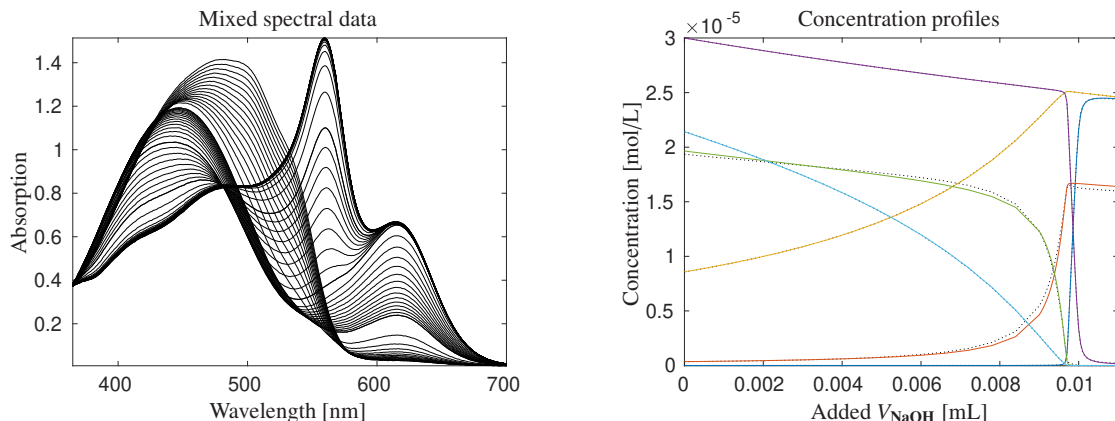 Mixed spectral data
Absorption
1.4
1.2
1
0.8
0.6
0.4
0.2
400 500 600 700
Wavelength [nm]
Concentration profiles
×10⁻⁵
Concentration [mol/L]
3
2.5
2
1.5
1
0.5
0
0 0.002 0.004 0.006 0.008 0.01
Added V_NaOH [mL]